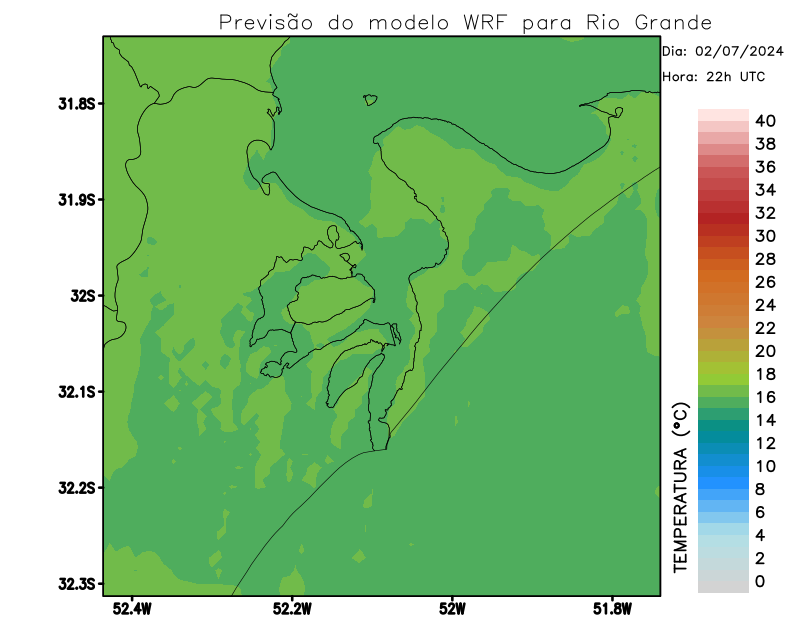 Previsão do modelo WRF para Rio Grande
Dia: 02/07/2024
Hora: 22h UTC
31.8S
31.9S
32S
32.1S
32.2S
32.3S
52.4W
52.2W
52W
51.8W
TEMPERATURA (°C)
40
38
36
34
32
30
28
26
24
22
20
18
16
14
12
10
8
6
4
2
0